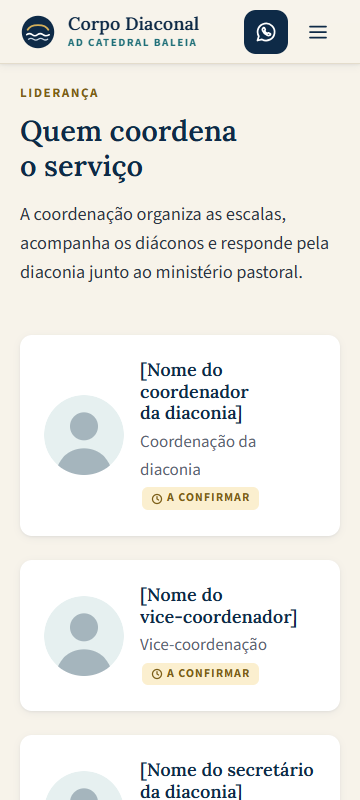 Corpo Diaconal
AD CATEDRAL BALEIA
LIDERANÇA
Quem coordena
o serviço
A coordenação organiza as escalas,
acompanha os diáconos e responde pela
diaconia junto ao ministério pastoral.
[Nome do
coordenador
da diaconia]
Coordenação da
diaconia
A CONFIRMAR
[Nome do
vice-coordenador]
Vice-coordenação
A CONFIRMAR
[Nome do secretário
da diaconia]